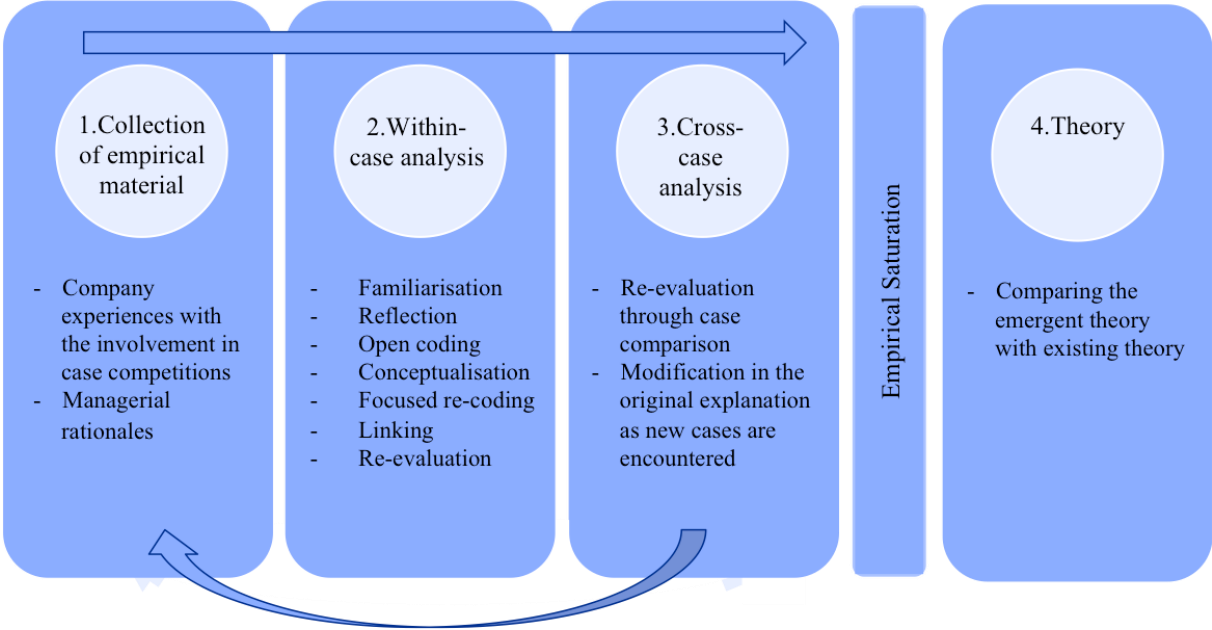 1.Collection
of empirical
material
- Company
experiences with
the involvement in
case competitions
- Managerial
rationales
2.Within-
case analysis
- Familiarisation
- Reflection
- Open coding
- Conceptualisation
- Focused re-coding
- Linking
- Re-evaluation
3.Cross-
case
analysis
- Re-evaluation
through case
comparison
- Modification in the
original explanation
as new cases are
encountered
Empirical Saturation
4.Theory
- Comparing the
emergent theory
with existing theory